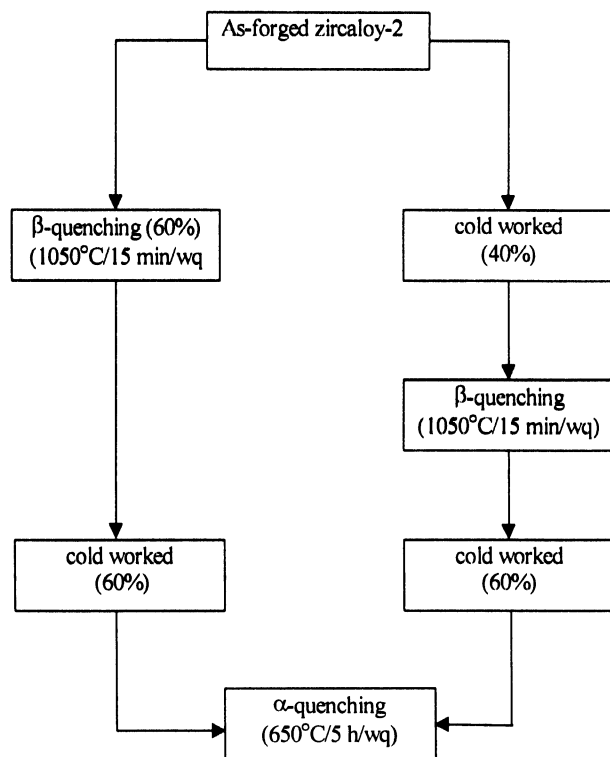 As-forged zircaloy-2
β-quenching (60%)
(1050°C/15 min/wq
cold worked
(40%)
β-quenching
(1050°C/15 min/wq)
cold worked
(60%)
cold worked
(60%)
α-quenching
(650°C/5 h/wq)